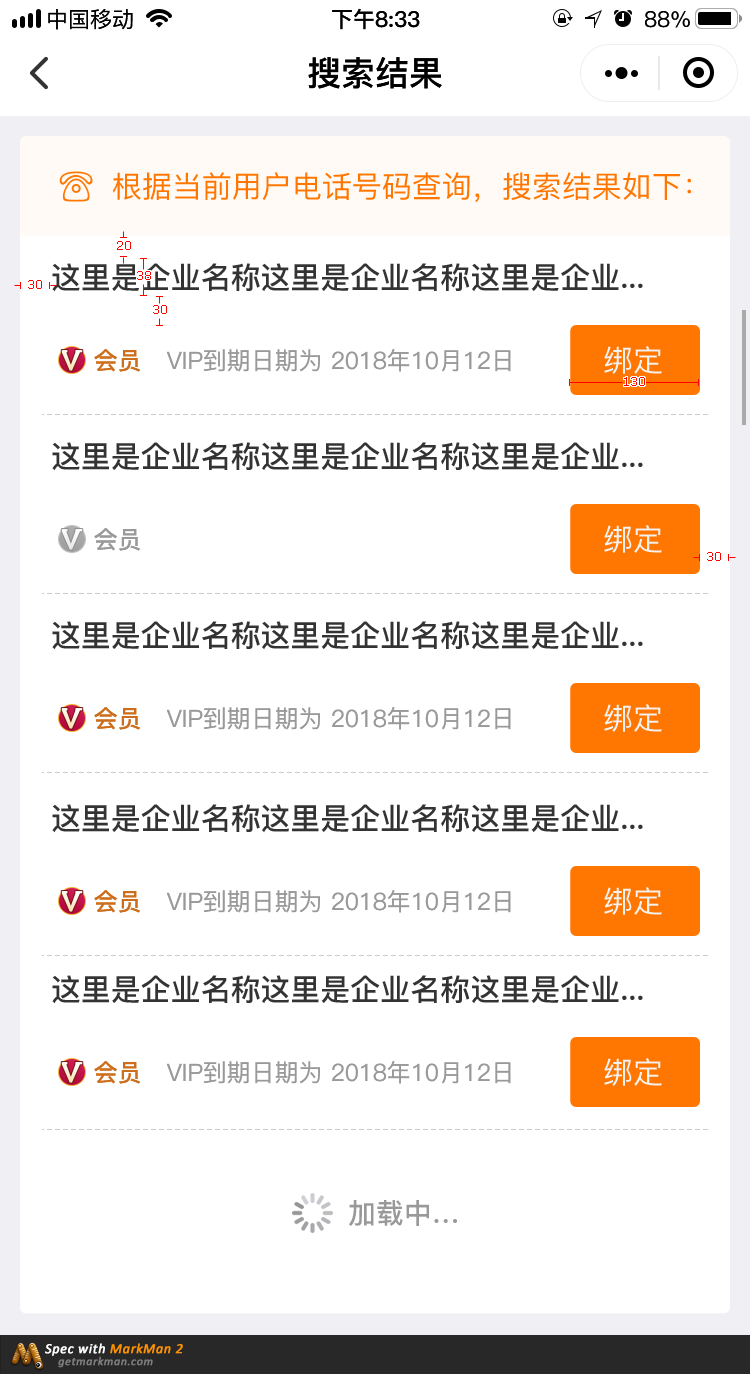 中国移动 下午8:33 88%
搜索结果
根据当前用户电话号码查询，搜索结果如下：
20
这里是企业名称这里是企业名称这里是企业...
30
38
30
会员 VIP到期日期为 2018年10月12日 绑定
130
这里是企业名称这里是企业名称这里是企业...
会员 绑定
30
这里是企业名称这里是企业名称这里是企业...
会员 VIP到期日期为 2018年10月12日 绑定
这里是企业名称这里是企业名称这里是企业...
会员 VIP到期日期为 2018年10月12日 绑定
这里是企业名称这里是企业名称这里是企业...
会员 VIP到期日期为 2018年10月12日 绑定
加载中...
Spec with MarkMan 2
getmarkman.com